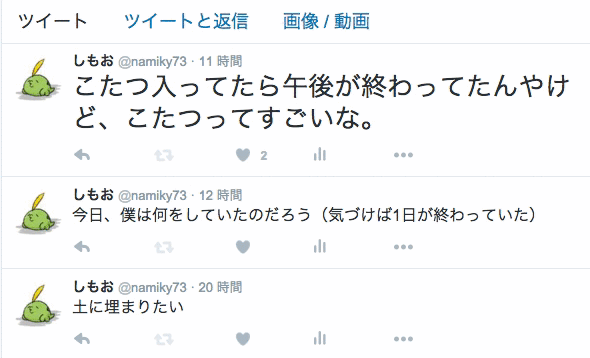 ツイート ツイートと返信 画像 / 動画
しもお @namiky73 · 11 時間
こたつ入ってたら午後が終わってたんやけ
ど、こたつってすごいな。
2
しもお @namiky73 · 12 時間
今日、僕は何をしていたのだろう（気づけば1日が終わっていた）
しもお @namiky73 · 20 時間
土に埋まりたい